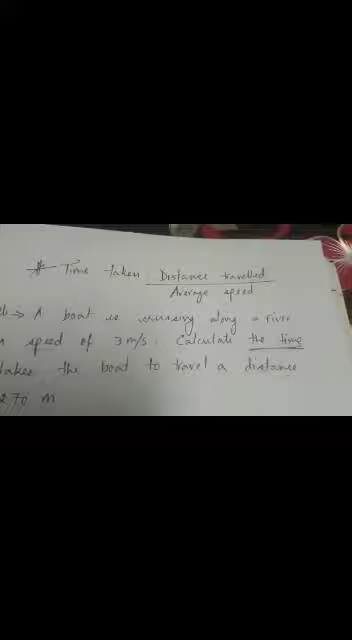 # Time taken Distance travelled
Average speed
A boat is cruising along a river
speed of 3 m/s. Calculate the time
takes the boat to travel a distance
270 m